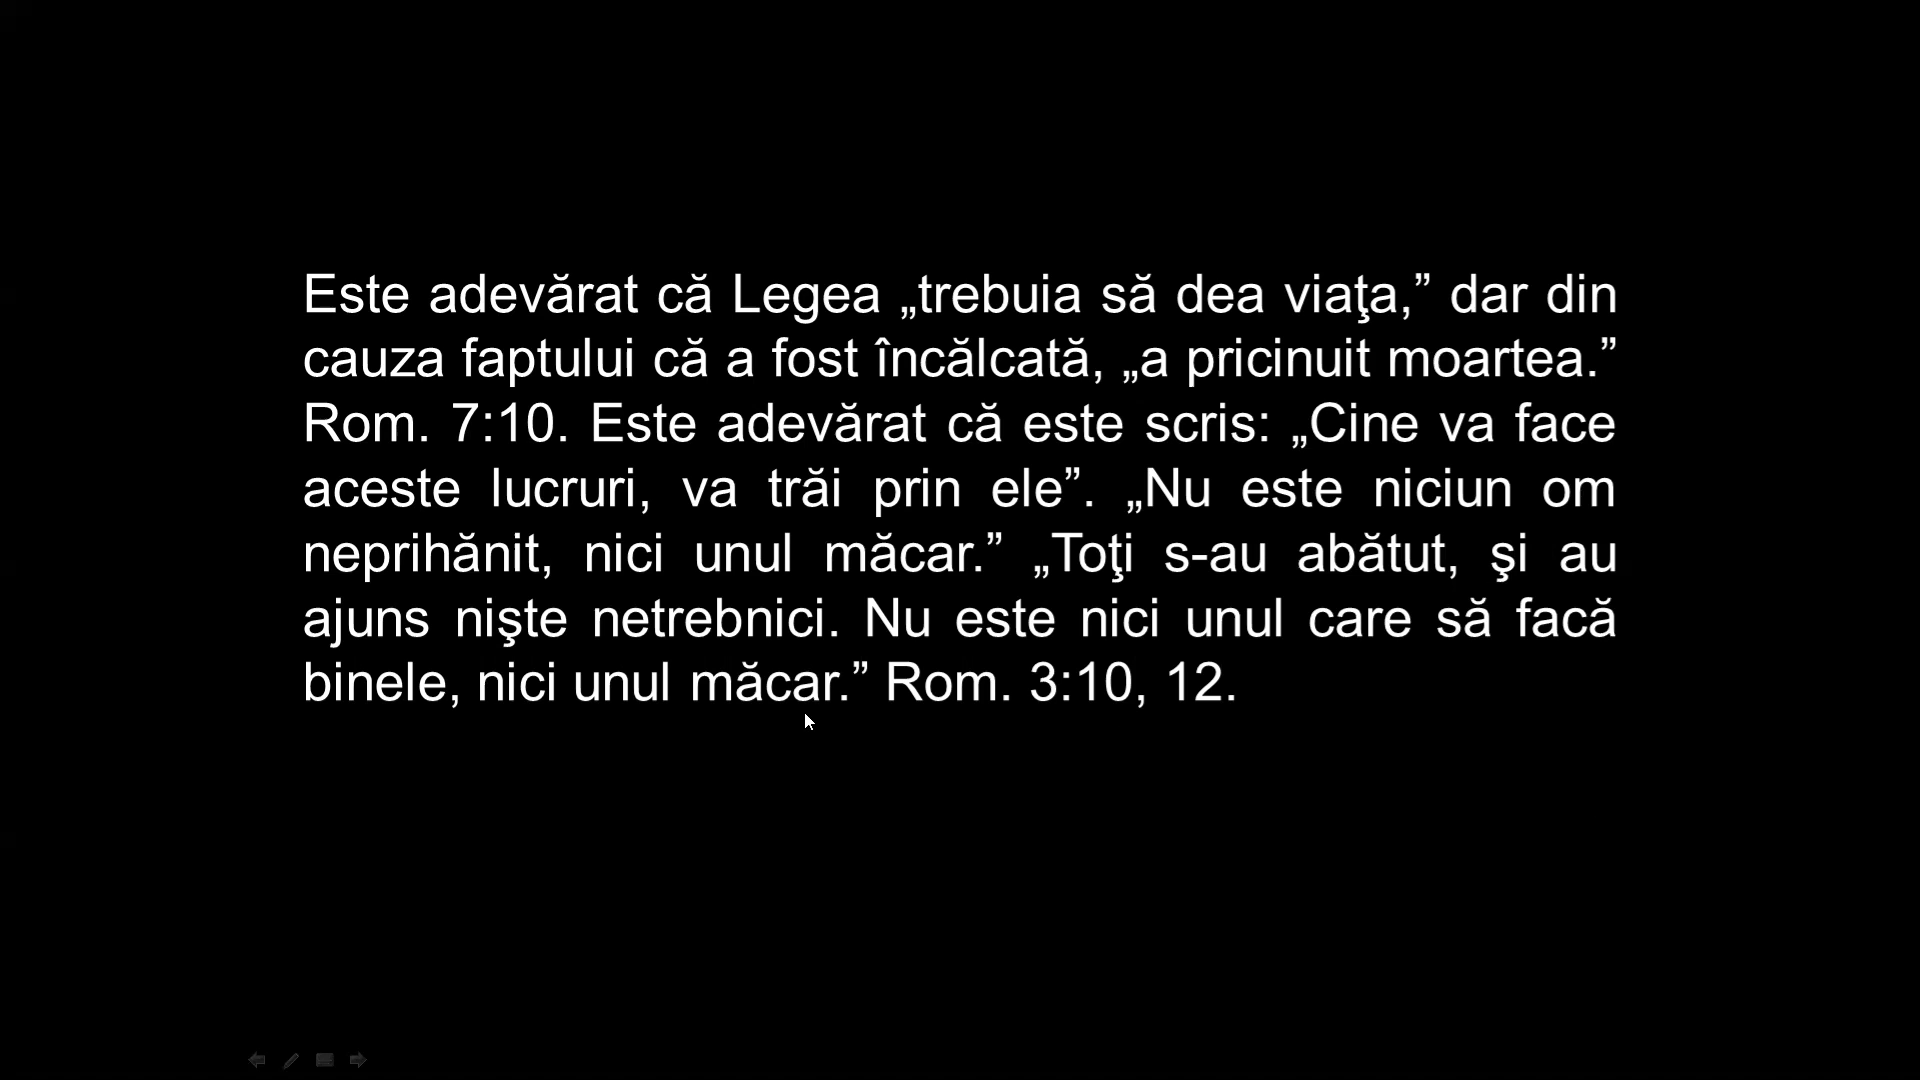 Este adevărat că Legea „trebuia să dea viaţa,” dar din
cauza faptului că a fost încălcată, „a pricinuit moartea.”
Rom. 7:10. Este adevărat că este scris: „Cine va face
aceste lucruri, va trăi prin ele”. „Nu este niciun om
neprihănit, nici unul măcar.” „Toţi s-au abătut, şi au
ajuns nişte netrebnici. Nu este nici unul care să facă
binele, nici unul măcar.” Rom. 3:10, 12.